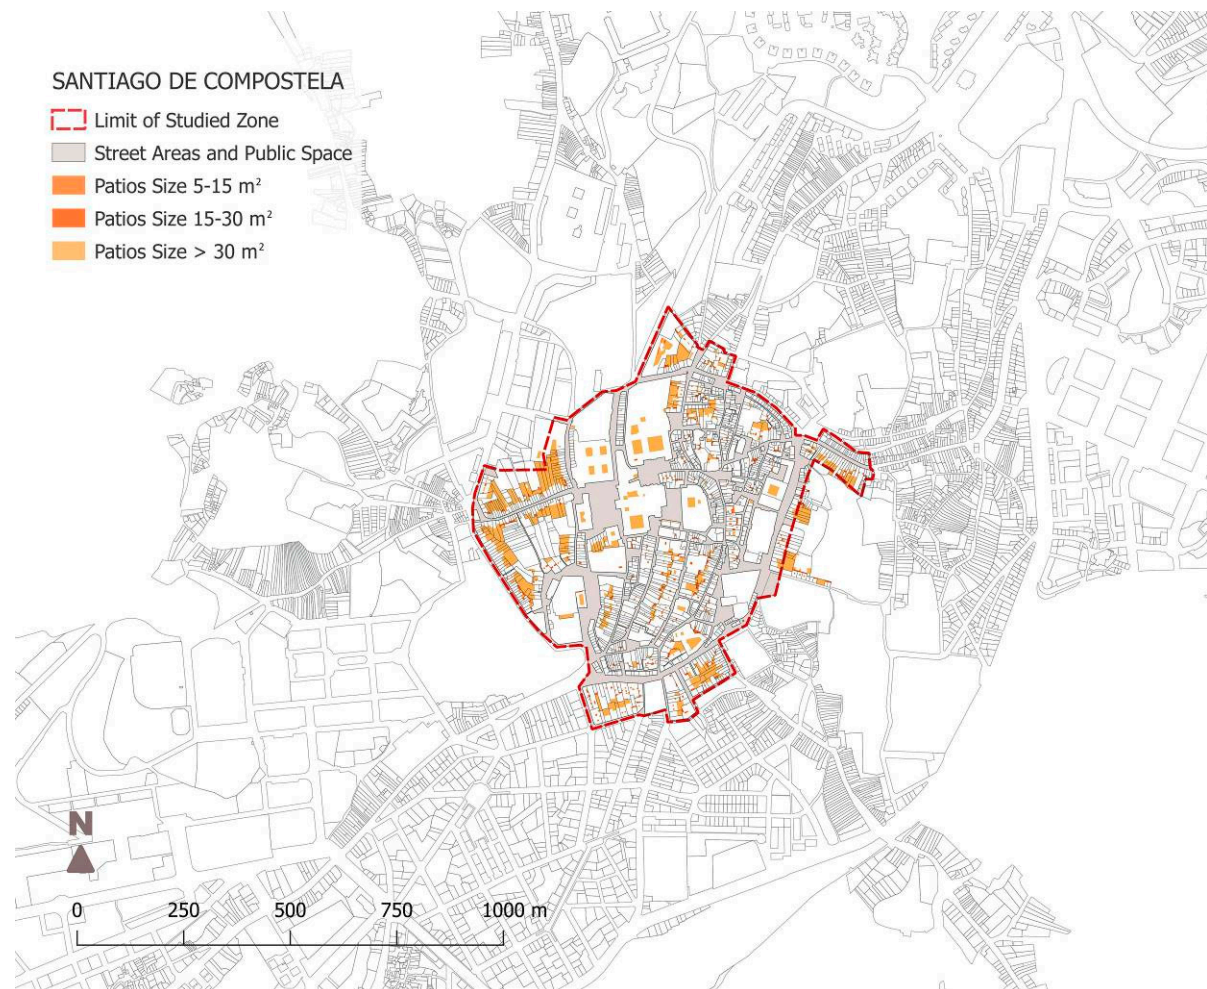 SANTIAGO DE COMPOSTELA
Limit of Studied Zone
Street Areas and Public Space
Patios Size 5-15 m²
Patios Size 15-30 m²
Patios Size > 30 m²
N
0 250 500 750 1000 m